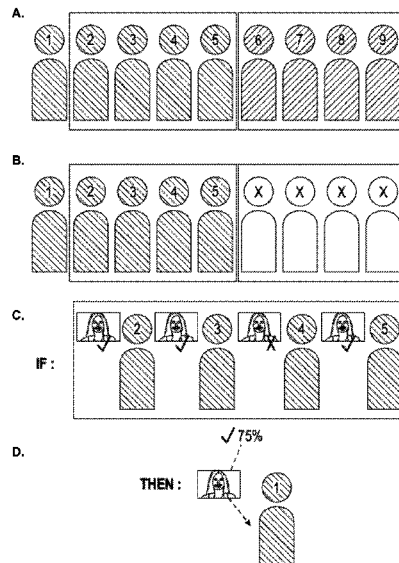 A.
1 2 3 4 5 6 7 8 9
B.
1 2 3 4 5 X X X X
C.
2 3 4 5
IF :
✓ ✓ X ✓
✓ 75%
D.
THEN : 1